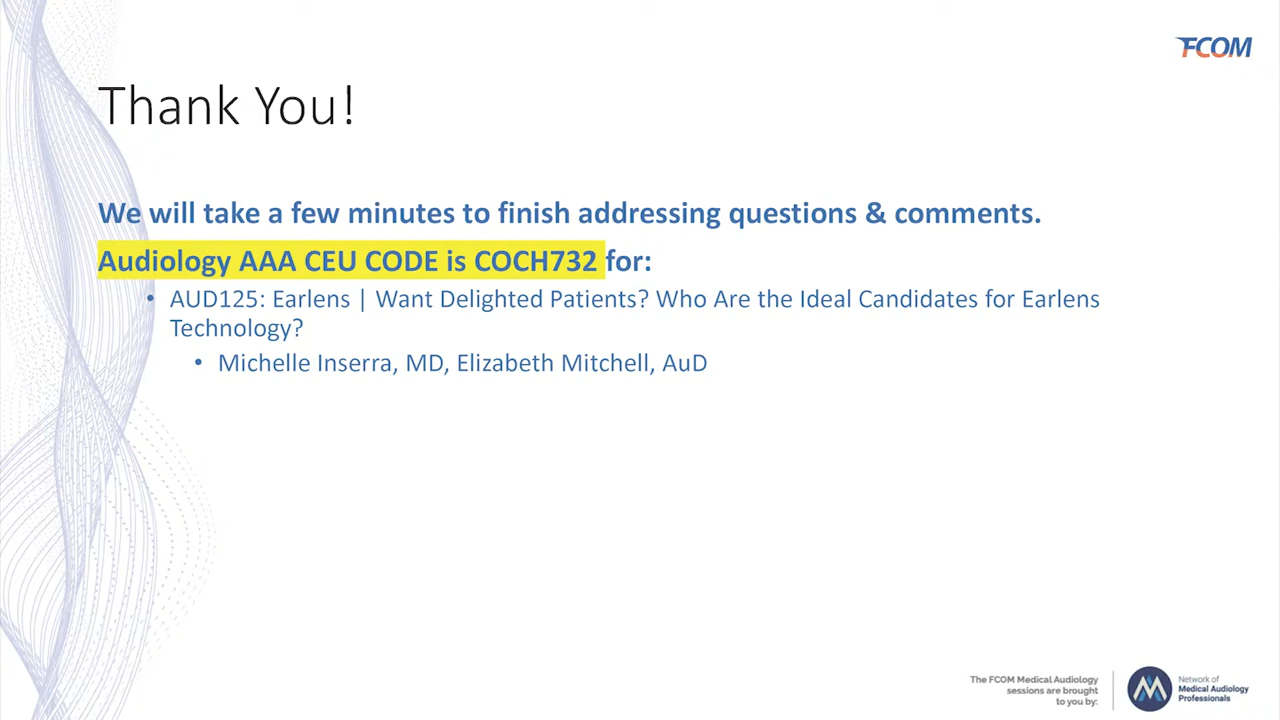 FCOM
Thank You!
We will take a few minutes to finish addressing questions & comments.
Audiology AAA CEU CODE is COCH732 for:
• AUD125: Earlens | Want Delighted Patients? Who Are the Ideal Candidates for Earlens
Technology?
• Michelle Inserra, MD, Elizabeth Mitchell, AuD
The FCOM Medical Audiology
sessions are brought
to you by:
Network of
Medical Audiology
Professionals